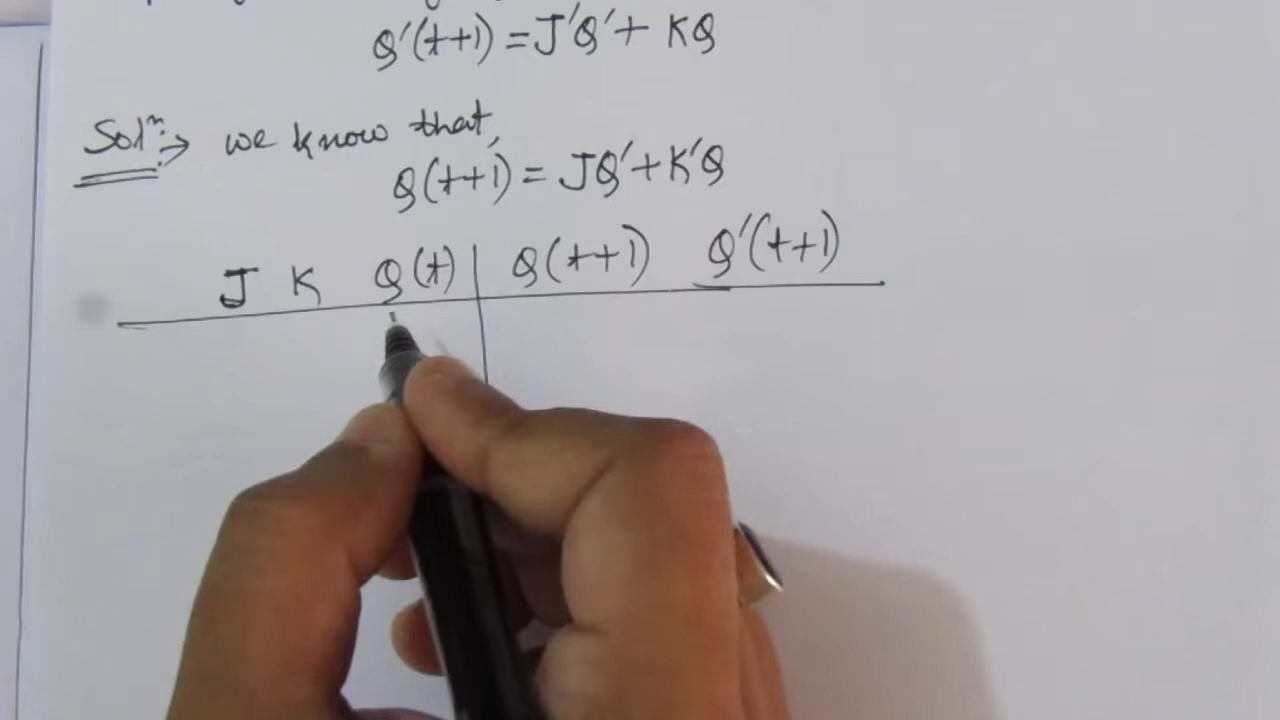 Q'(t+1) = J'Q' + KQ
Solⁿ:→ we know that,
Q(t+1) = JQ' + K'Q
J K Q(t) Q(t+1) Q'(t+1)